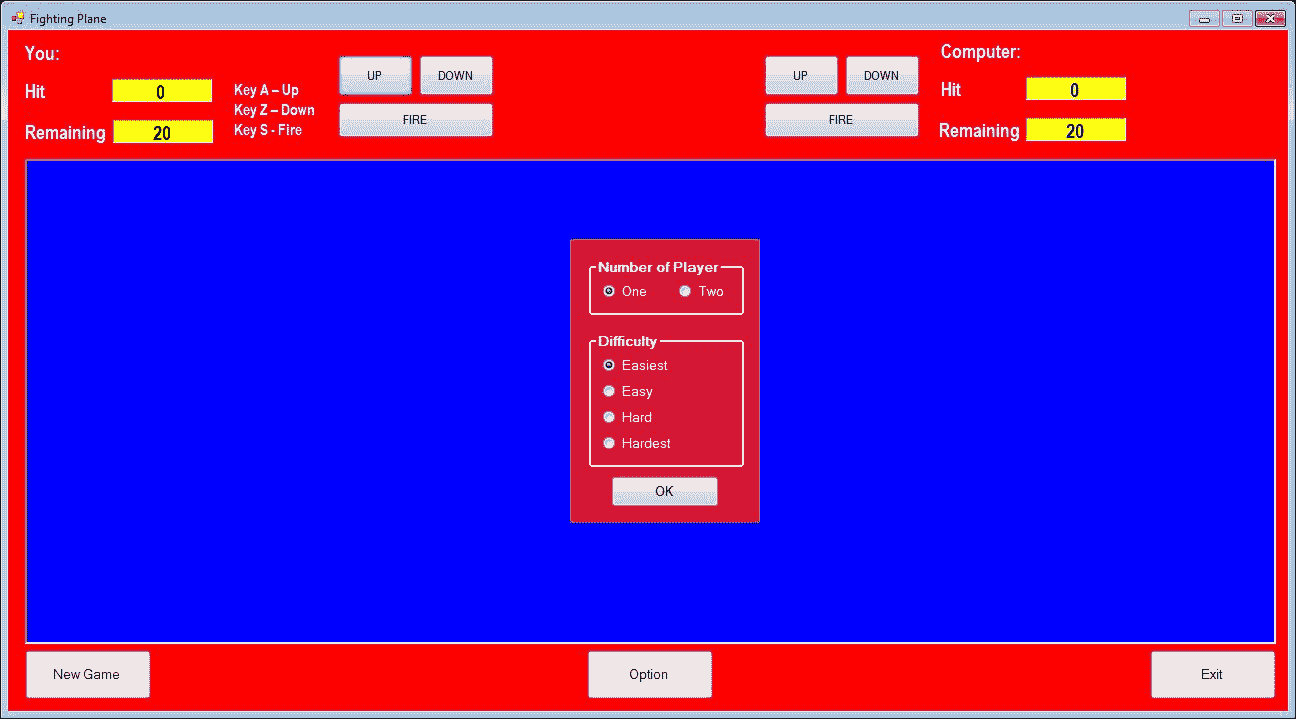 Fighting Plane
You:
Hit 0
Remaining 20
Key A – Up
Key Z – Down
Key S - Fire
UP DOWN
FIRE
UP DOWN
FIRE
Computer:
Hit 0
Remaining 20
Number of Player
One Two
Difficulty
Easiest
Easy
Hard
Hardest
OK
New Game Option Exit